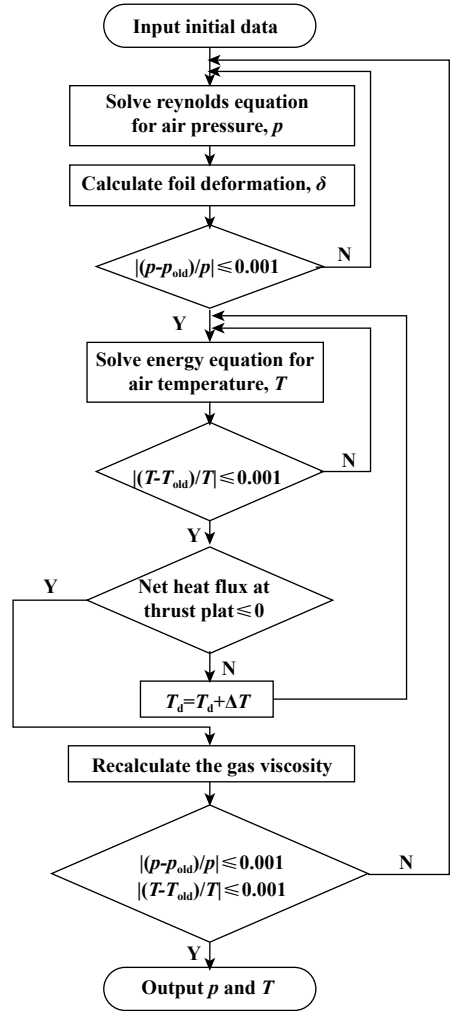 Input initial data
Solve reynolds equation
for air pressure, p
Calculate foil deformation, δ
|(p-pold)/p|≤0.001
N
Y
Solve energy equation for
air temperature, T
|(T-Told)/T|≤0.001
N
Y
Y
Net heat flux at
thrust plat≤0
N
Td=Td+ΔT
Recalculate the gas viscosity
|(p-pold)/p|≤0.001
|(T-Told)/T|≤0.001
N
Y
Output p and T